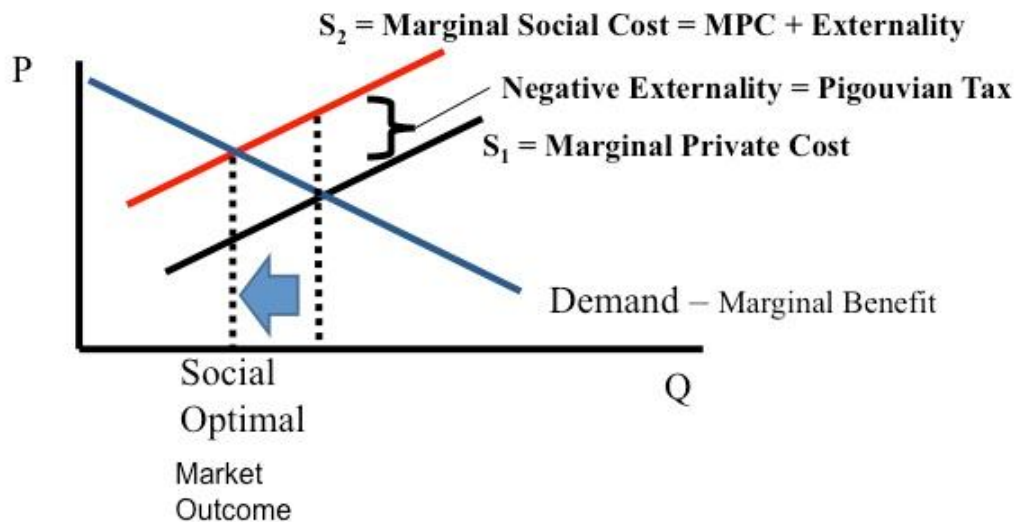 S₂ = Marginal Social Cost = MPC + Externality
P
Negative Externality = Pigouvian Tax
S₁ = Marginal Private Cost
Demand – Marginal Benefit
Social
Optimal
Q
Market
Outcome